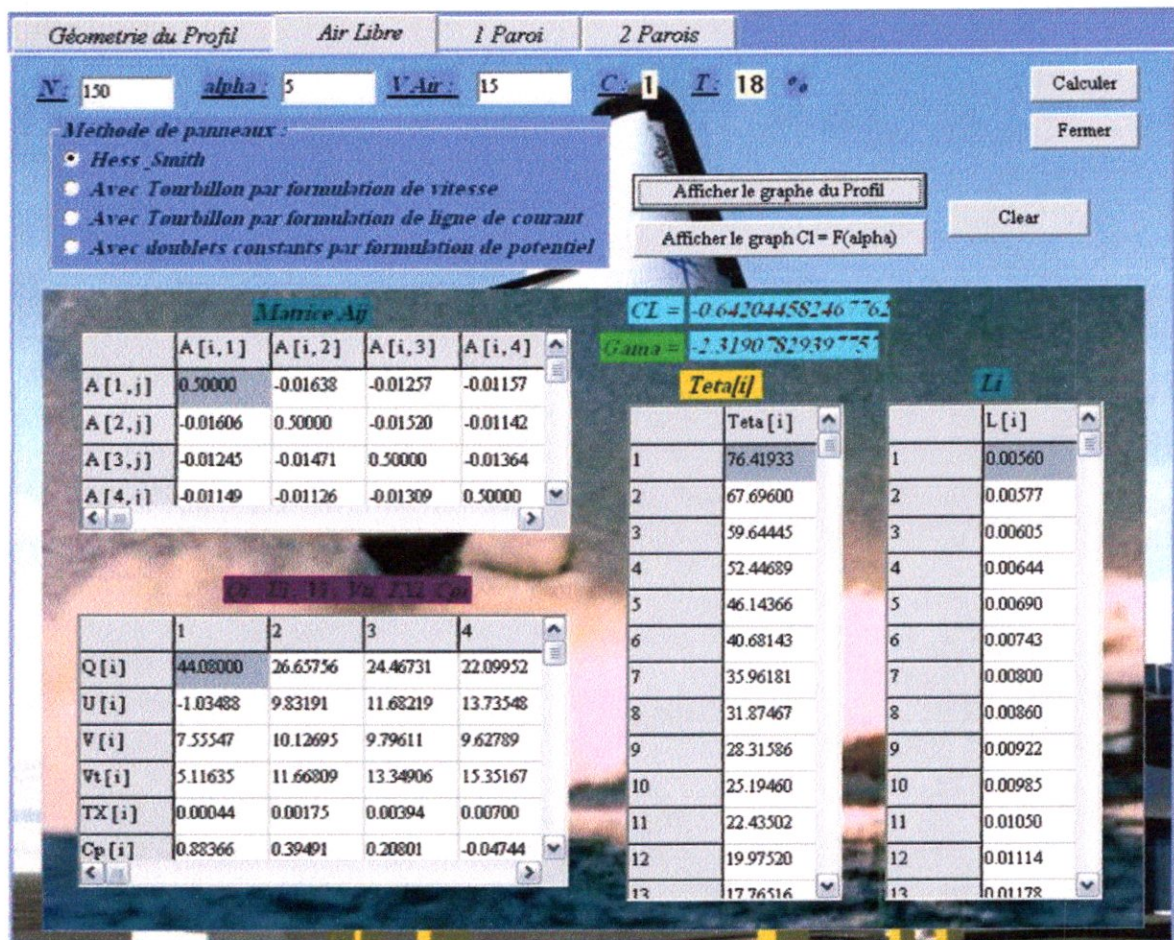 Géometrie du Profil Air Libre 1 Paroi 2 Parois
N : 150 alpha : 5 V Air : 15 C : 1 T : 18 %
Calculer
Fermer
Methode de panneaux :
Hess_Smith
Avec Tourbillon par formulation de vitesse
Avec Tourbillon par formulation de ligne de courant
Avec doublets constants par formulation de potentiel
Afficher le graphe du Profil
Afficher le graph Cl = F(alpha)
Clear
Matrice Aij
A[i,1] A[i,2] A[i,3] A[i,4]
A[1,j] 0.50000 -0.01638 -0.01257 -0.01157
A[2,j] -0.01606 0.50000 -0.01520 -0.01142
A[3,j] -0.01245 -0.01471 0.50000 -0.01364
A[4,j] -0.01149 -0.01126 -0.01309 0.50000
CL = -0.642044582467762
Gama = -2.31907829397757
Qi, Ui, Vi, Vti, TXi, Cpi
1 2 3 4
Q[i] 44.08000 26.65756 24.46731 22.09952
U[i] -1.03488 9.83191 11.68219 13.73548
V[i] 7.55547 10.12695 9.79611 9.62789
Vt[i] 5.11635 11.66809 13.34906 15.35167
TX[i] 0.00044 0.00175 0.00394 0.00700
Cp[i] 0.88366 0.39491 0.20801 -0.04744
Teta[i]
Teta[i]
1 76.41933
2 67.69600
3 59.64445
4 52.44689
5 46.14366
6 40.68143
7 35.96181
8 31.87467
9 28.31586
10 25.19460
11 22.43502
12 19.97520
13 17.76516
Li
L[i]
1 0.00560
2 0.00577
3 0.00605
4 0.00644
5 0.00690
6 0.00743
7 0.00800
8 0.00860
9 0.00922
10 0.00985
11 0.01050
12 0.01114
13 0.01178